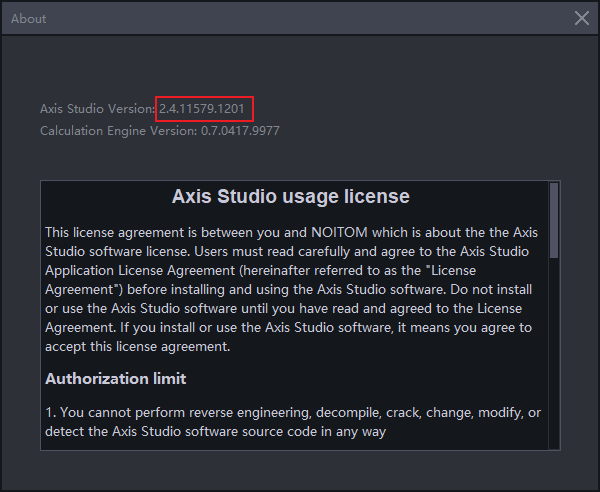 About
Axis Studio Version: 2.4.11579.1201
Calculation Engine Version: 0.7.0417.9977
Axis Studio usage license
This license agreement is between you and NOITOM which is about the the Axis
Studio software license. Users must read carefully and agree to the Axis Studio
Application License Agreement (hereinafter referred to as the "License
Agreement") before installing and using the Axis Studio software. Do not install
or use the Axis Studio software until you have read and agreed to the License
Agreement. If you install or use the Axis Studio software, it means you agree to
accept this license agreement.
Authorization limit
1. You cannot perform reverse engineering, decompile, crack, change, modify, or
detect the Axis Studio software source code in any way